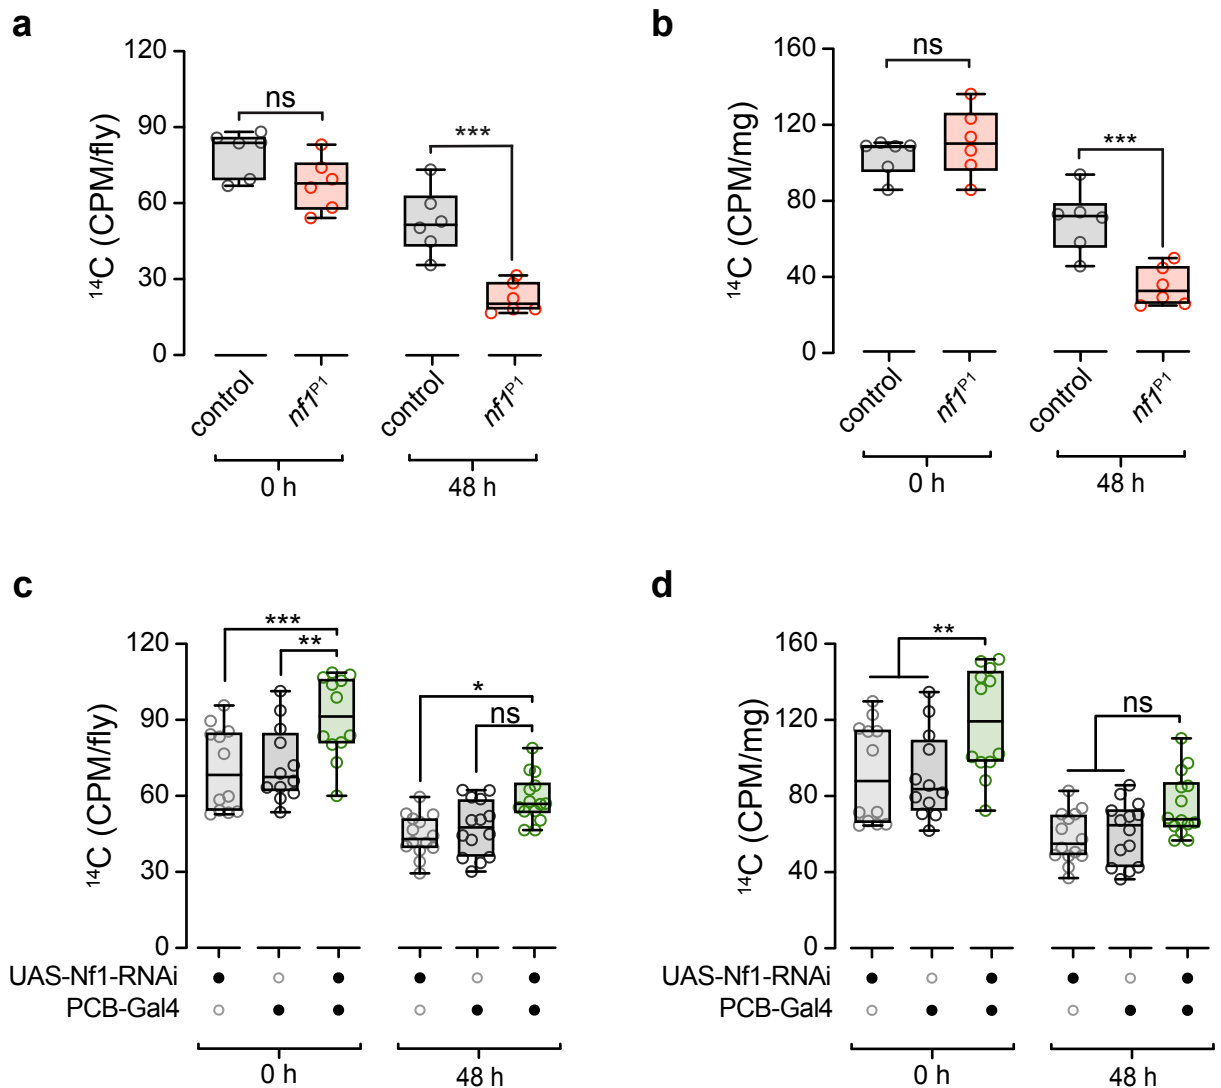 a
120
90
60
30
0
¹⁴C (CPM/fly)
ns
***
control
nf1ᴾ¹
control
nf1ᴾ¹
0 h
48 h
b
160
120
80
40
0
¹⁴C (CPM/mg)
ns
***
control
nf1ᴾ¹
control
nf1ᴾ¹
0 h
48 h
c
120
90
60
30
0
¹⁴C (CPM/fly)
***
**
*
ns
UAS-Nf1-RNAi
PCB-Gal4
0 h
48 h
d
160
120
80
40
0
¹⁴C (CPM/mg)
**
ns
UAS-Nf1-RNAi
PCB-Gal4
0 h
48 h